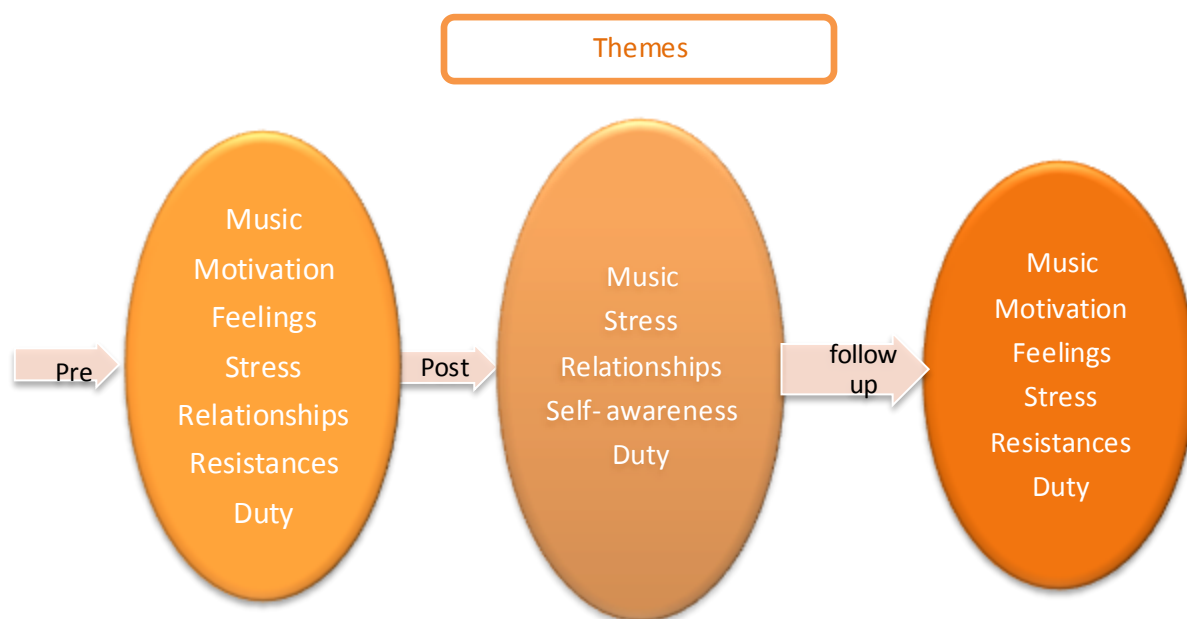 Themes
Pre
Music
Motivation
Feelings
Stress
Relationships
Resistances
Duty
Post
Music
Stress
Relationships
Self- awareness
Duty
follow
up
Music
Motivation
Feelings
Stress
Resistances
Duty